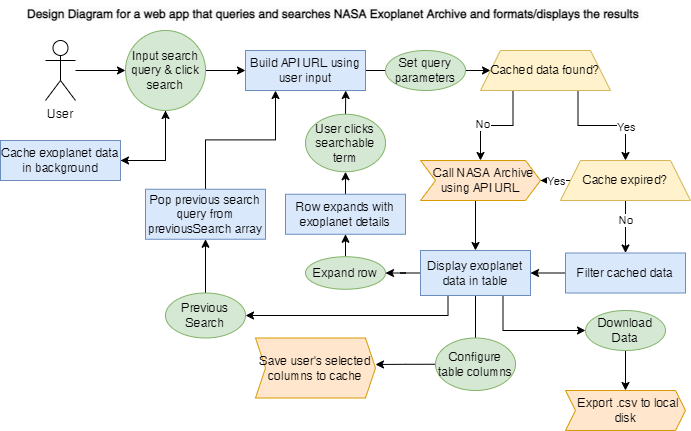 Design Diagram for a web app that queries and searches NASA Exoplanet Archive and formats/displays the results
Input search
query & click
search
Build API URL using
user input
Set query
parameters
Cached data found?
User
No
Yes
User clicks
searchable
term
Cache exoplanet data
in background
Call NASA Archive
using API URL
Yes
Cache expired?
Pop previous search
query from
previousSearch array
Row expands with
exoplanet details
No
Expand row
Display exoplanet
data in table
Filter cached data
Previous
Search
Download
Data
Save user's selected
columns to cache
Configure
table columns
Export .csv to local
disk